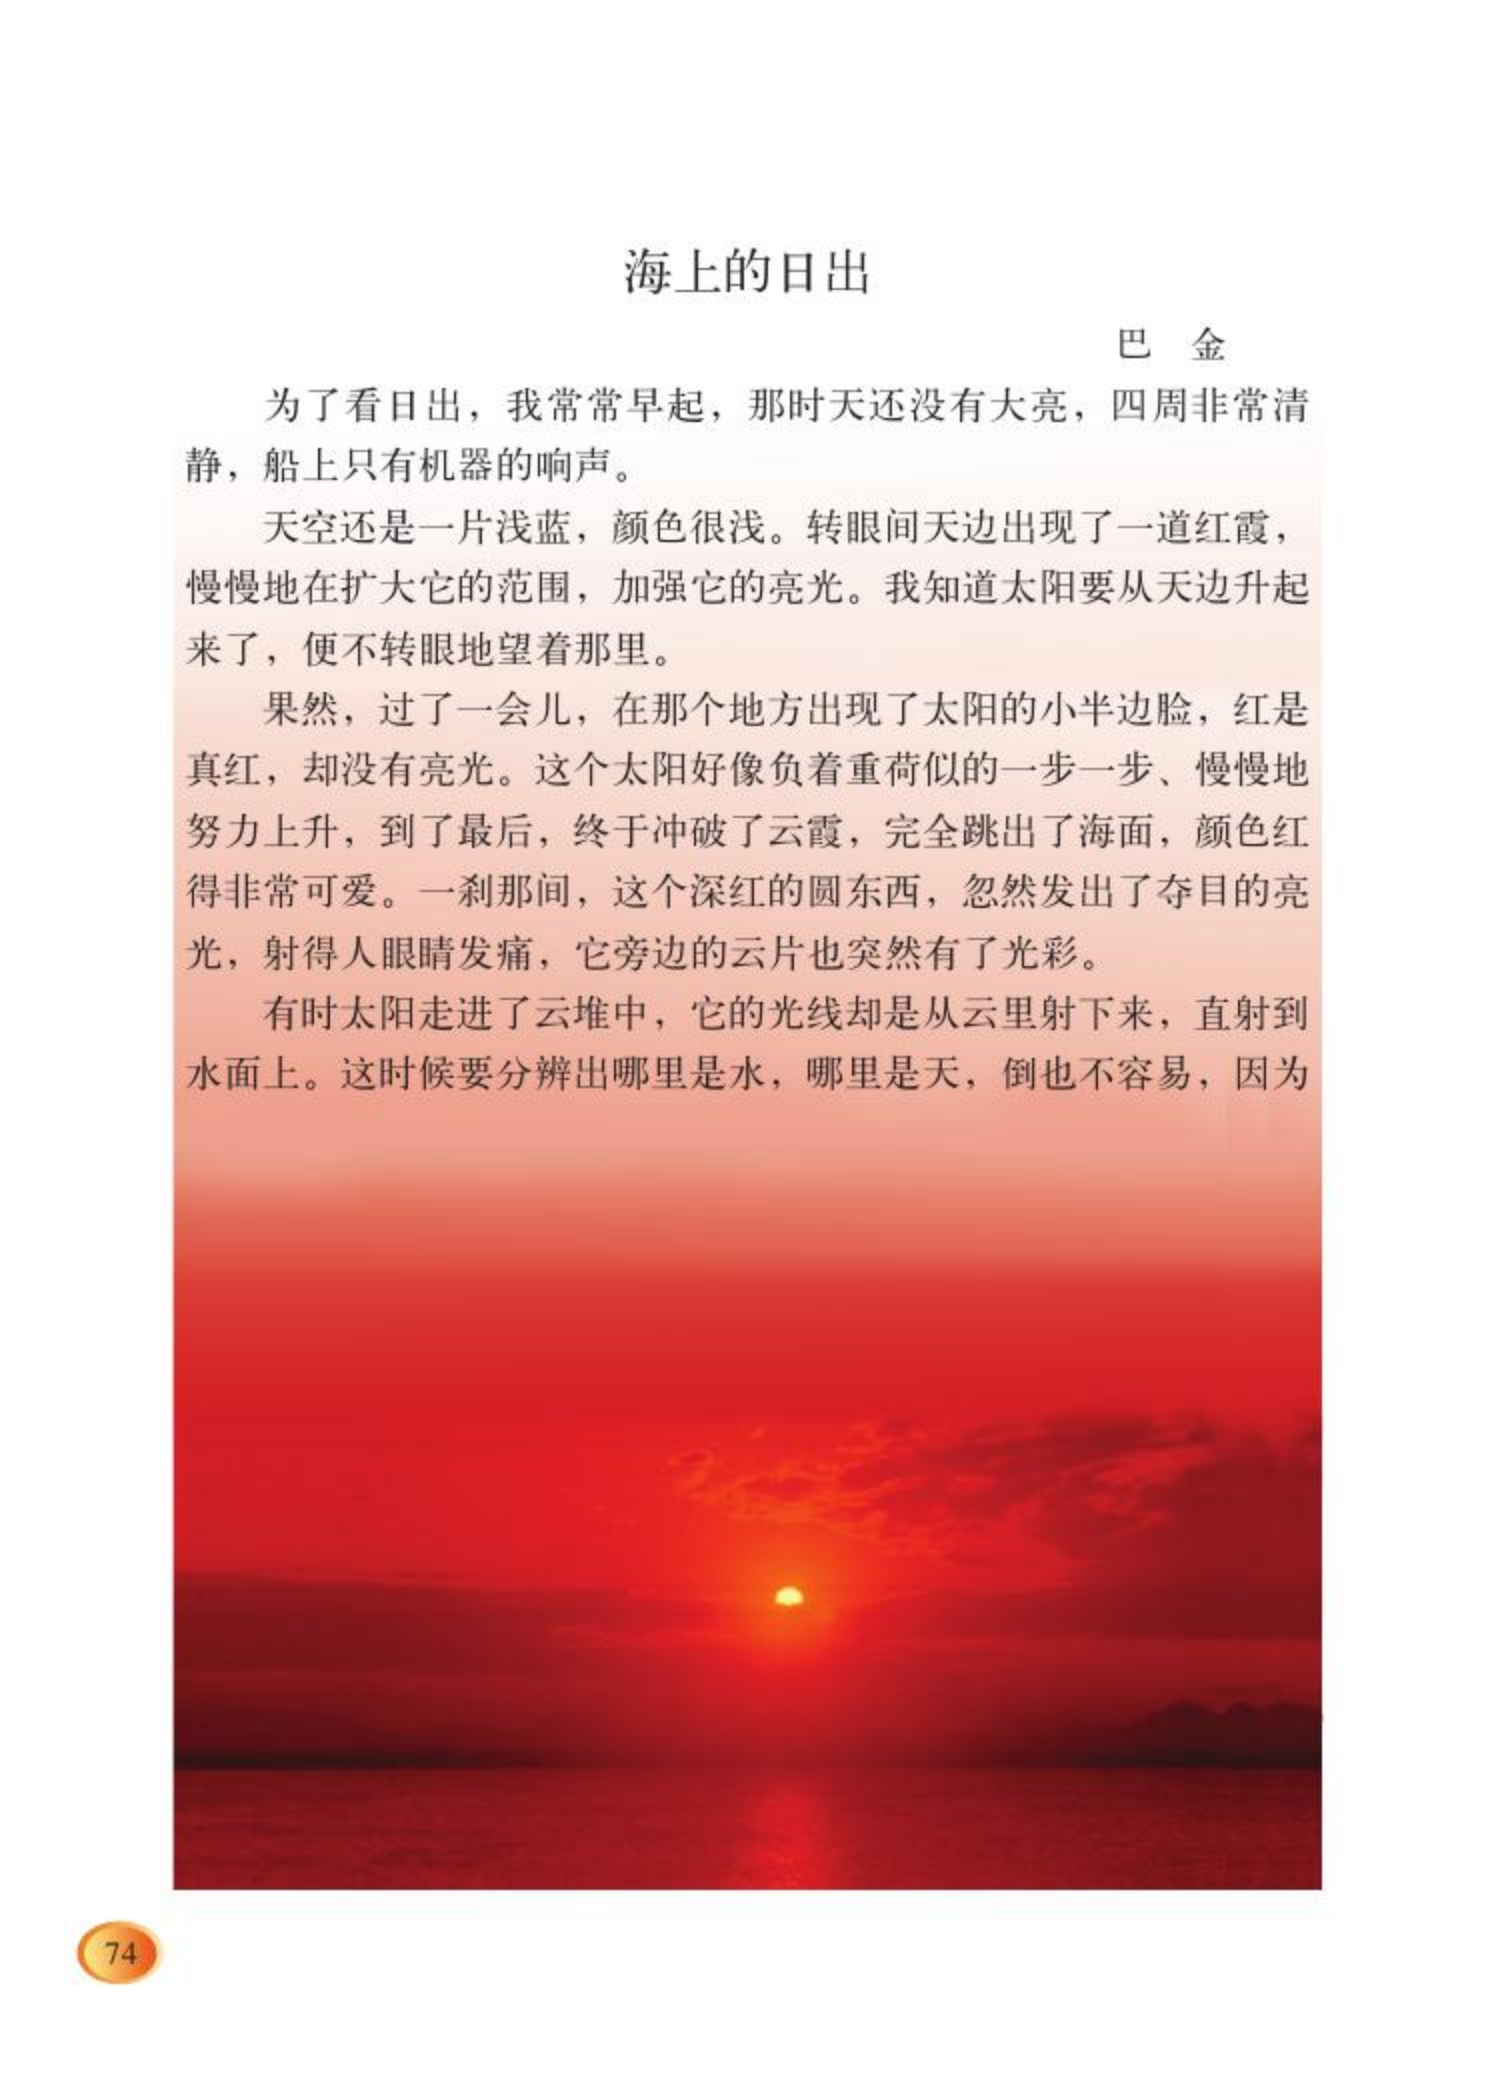 海上的日出
巴　金
为了看日出，我常常早起，那时天还没有大亮，四周非常清
静，船上只有机器的响声。
天空还是一片浅蓝，颜色很浅。转眼间天边出现了一道红霞，
慢慢地在扩大它的范围，加强它的亮光。我知道太阳要从天边升起
来了，便不转眼地望着那里。
果然，过了一会儿，在那个地方出现了太阳的小半边脸，红是
真红，却没有亮光。这个太阳好像负着重荷似的一步一步、慢慢地
努力上升，到了最后，终于冲破了云霞，完全跳出了海面，颜色红
得非常可爱。一刹那间，这个深红的圆东西，忽然发出了夺目的亮
光，射得人眼睛发痛，它旁边的云片也突然有了光彩。
有时太阳走进了云堆中，它的光线却是从云里射下来，直射到
水面上。这时候要分辨出哪里是水，哪里是天，倒也不容易，因为
74